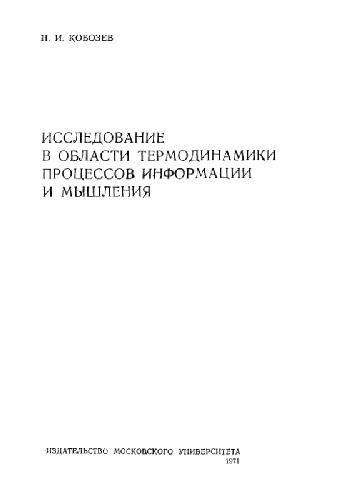 Н. И. КОБОЗЕВ
ИССЛЕДОВАНИЕ
В ОБЛАСТИ ТЕРМОДИНАМИКИ
ПРОЦЕССОВ ИНФОРМАЦИИ
И МЫШЛЕНИЯ
ИЗДАТЕЛЬСТВО МОСКОВСКОГО УНИВЕРСИТЕТА
1971